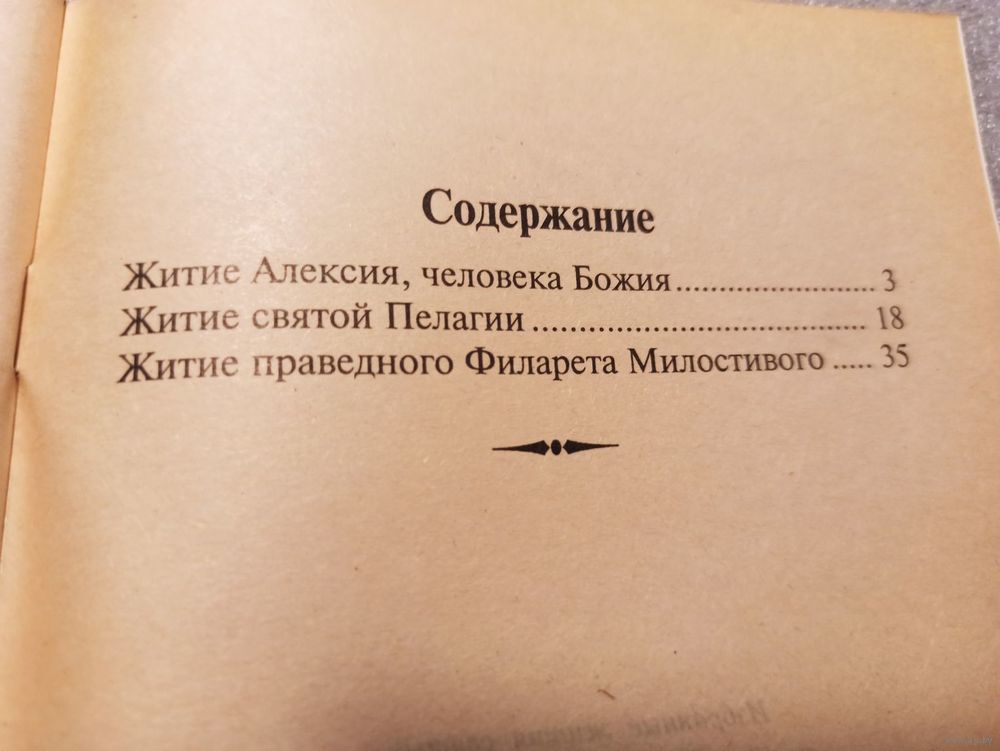 Содержание
Житие Алексия, человека Божия........................ 3
Житие святой Пелагии.................................. 18
Житие праведного Филарета Милостивого..... 35